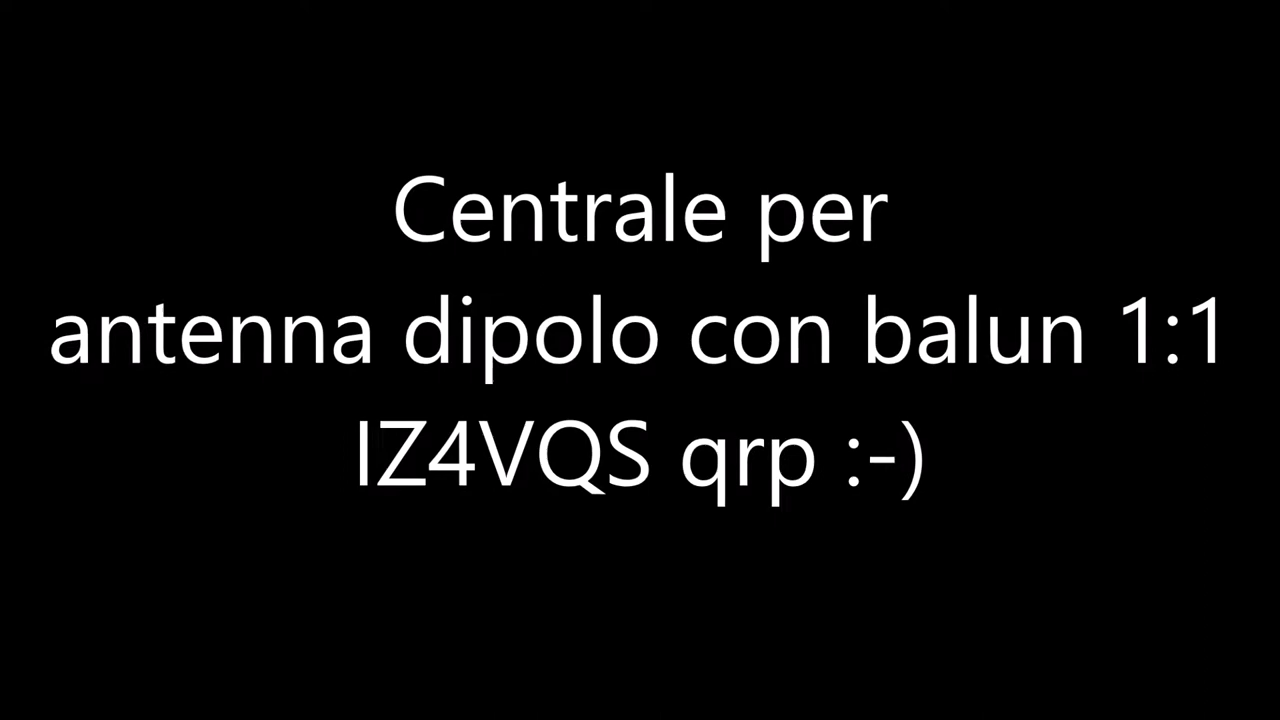 Centrale per
antenna dipolo con balun 1:1
IZ4VQS qrp :-)